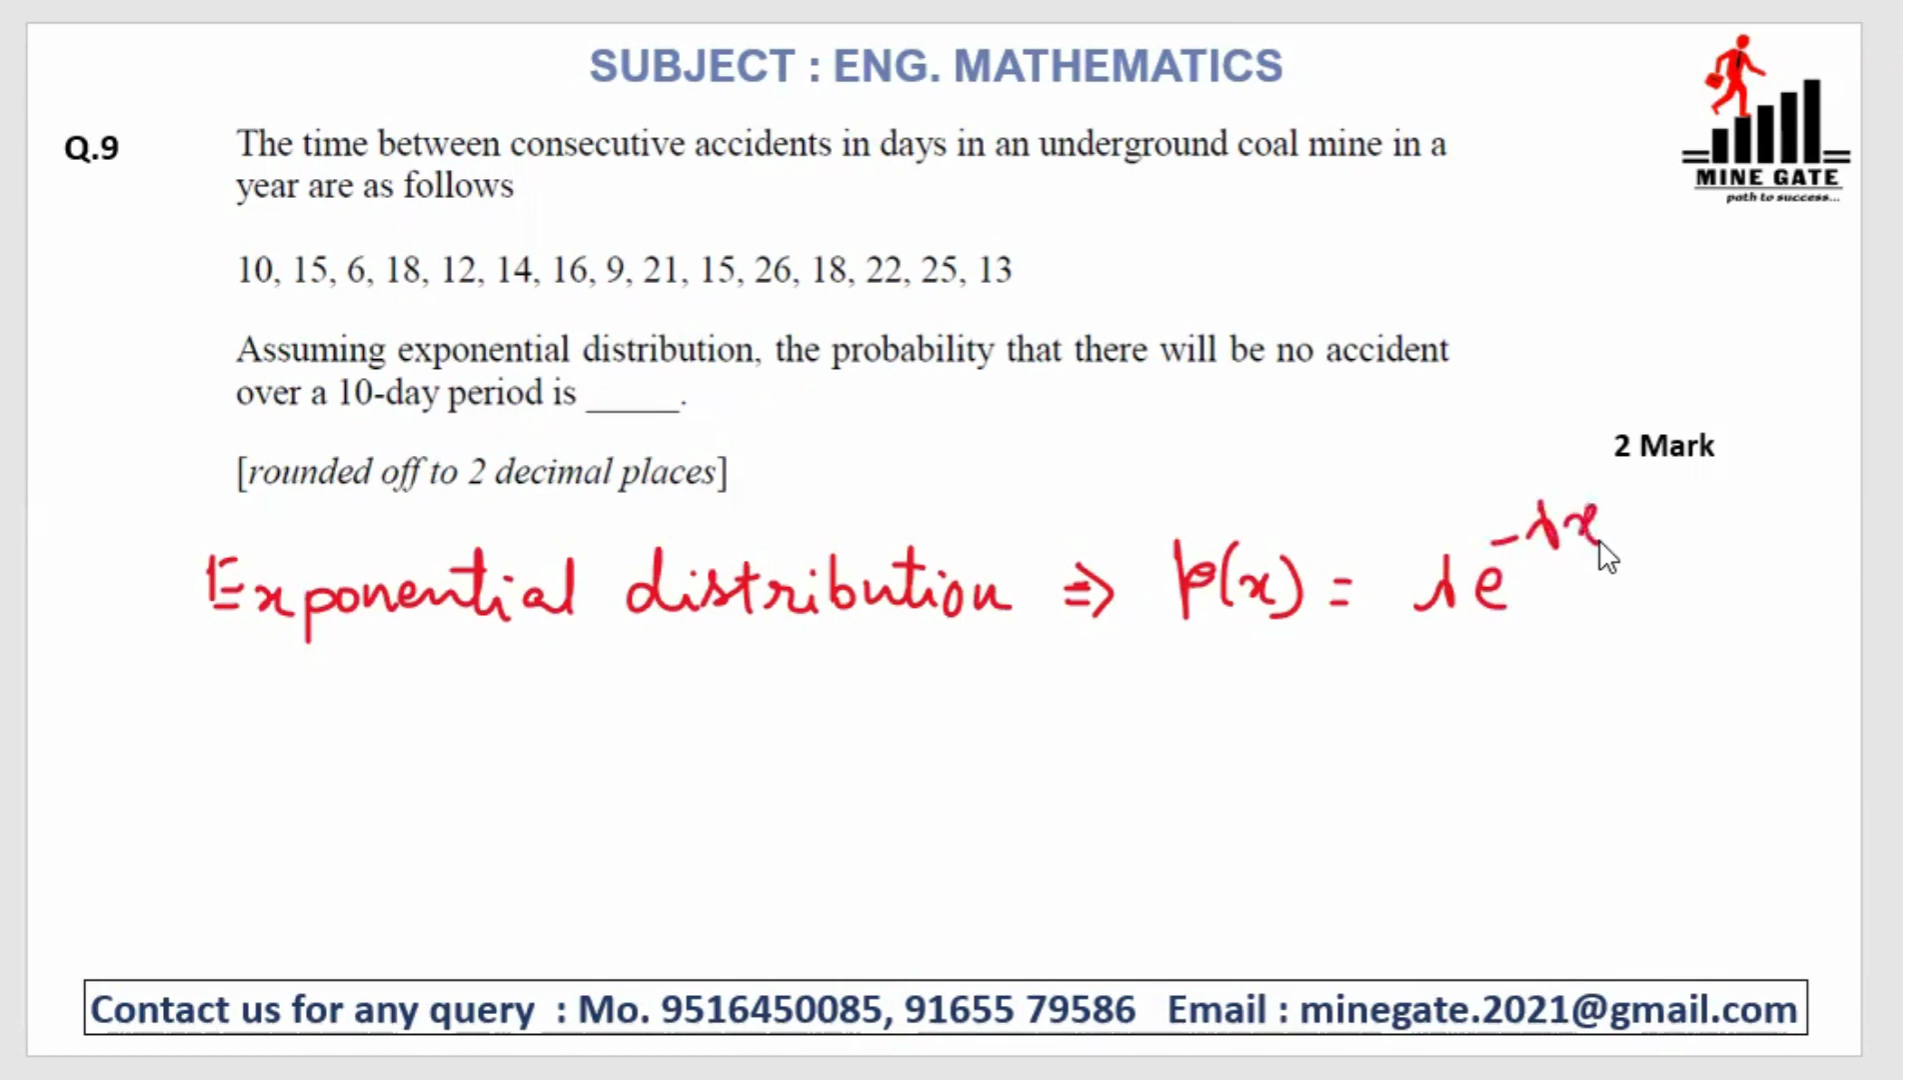 SUBJECT : ENG. MATHEMATICS
MINE GATE
path to success...
Q.9
The time between consecutive accidents in days in an underground coal mine in a
year are as follows
10, 15, 6, 18, 12, 14, 16, 9, 21, 15, 26, 18, 22, 25, 13
Assuming exponential distribution, the probability that there will be no accident
over a 10-day period is ______.
2 Mark
[rounded off to 2 decimal places]
Exponential distribution ⇒ p(x) = λe^-λx
Contact us for any query : Mo. 9516450085, 91655 79586 Email : minegate.2021@gmail.com